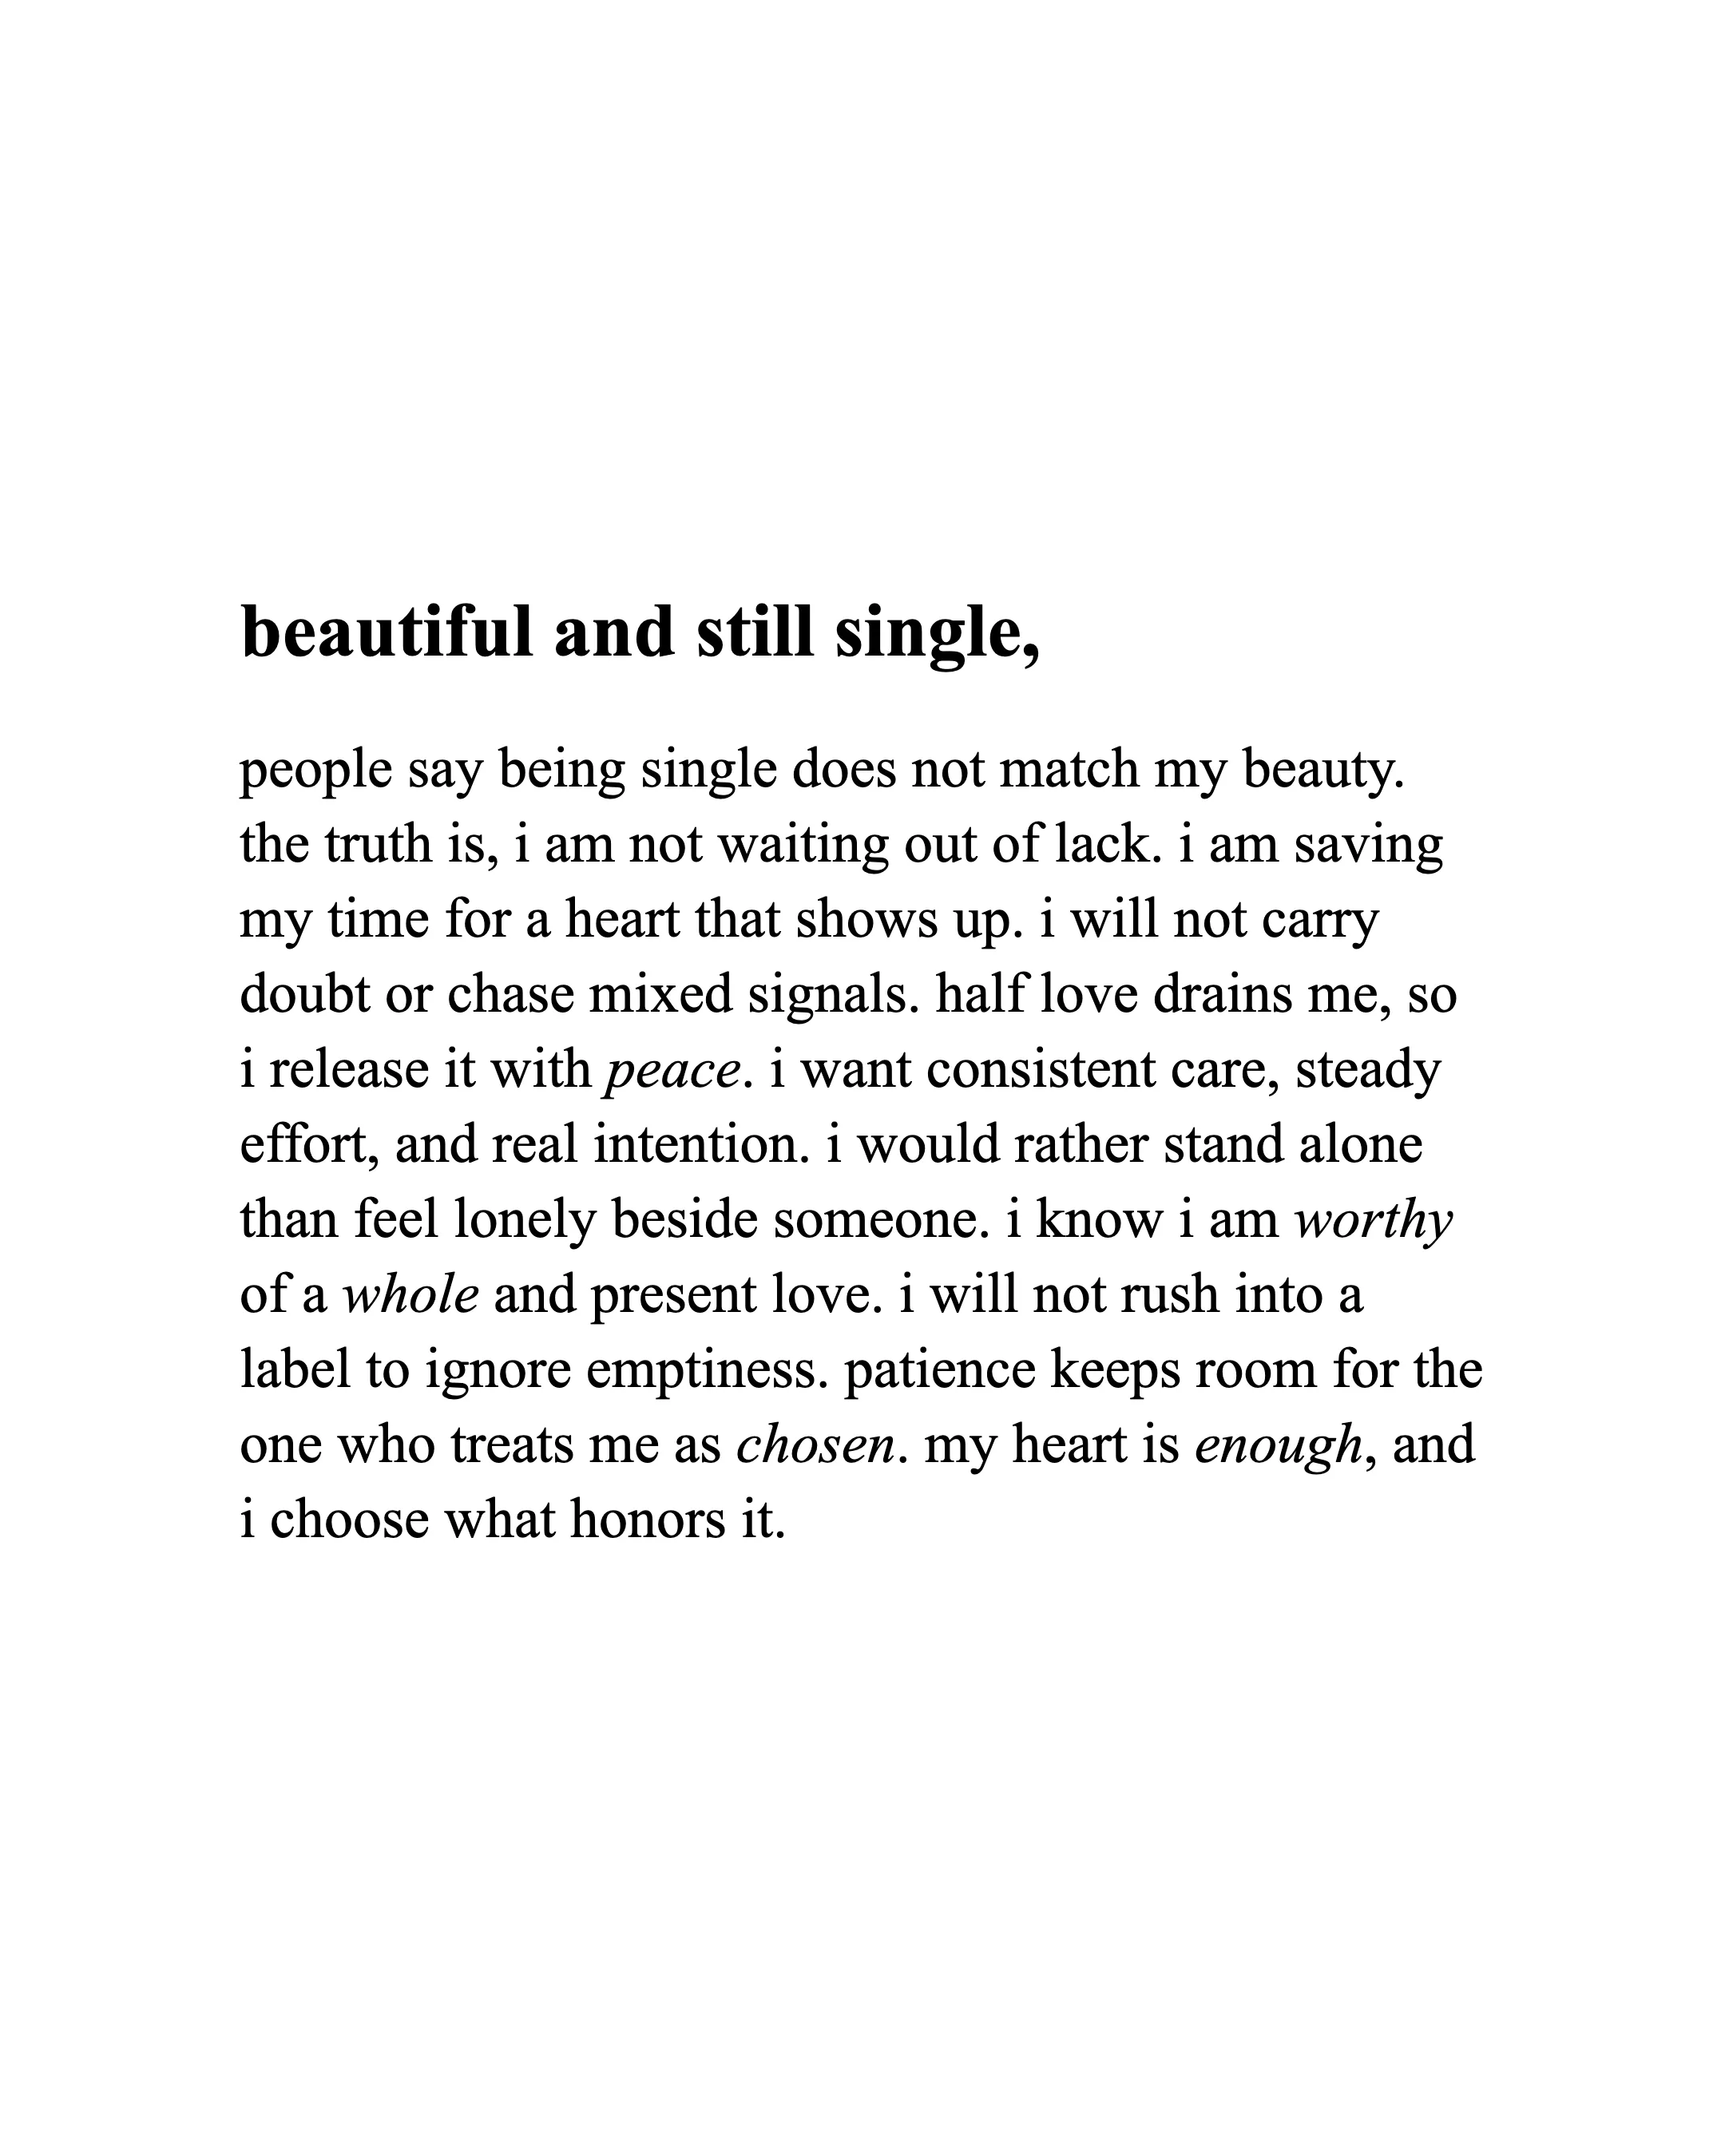 beautiful and still single,
people say being single does not match my beauty.
the truth is, i am not waiting out of lack. i am saving
my time for a heart that shows up. i will not carry
doubt or chase mixed signals. half love drains me, so
i release it with peace. i want consistent care, steady
effort, and real intention. i would rather stand alone
than feel lonely beside someone. i know i am worthy
of a whole and present love. i will not rush into a
label to ignore emptiness. patience keeps room for the
one who treats me as chosen. my heart is enough, and
i choose what honors it.